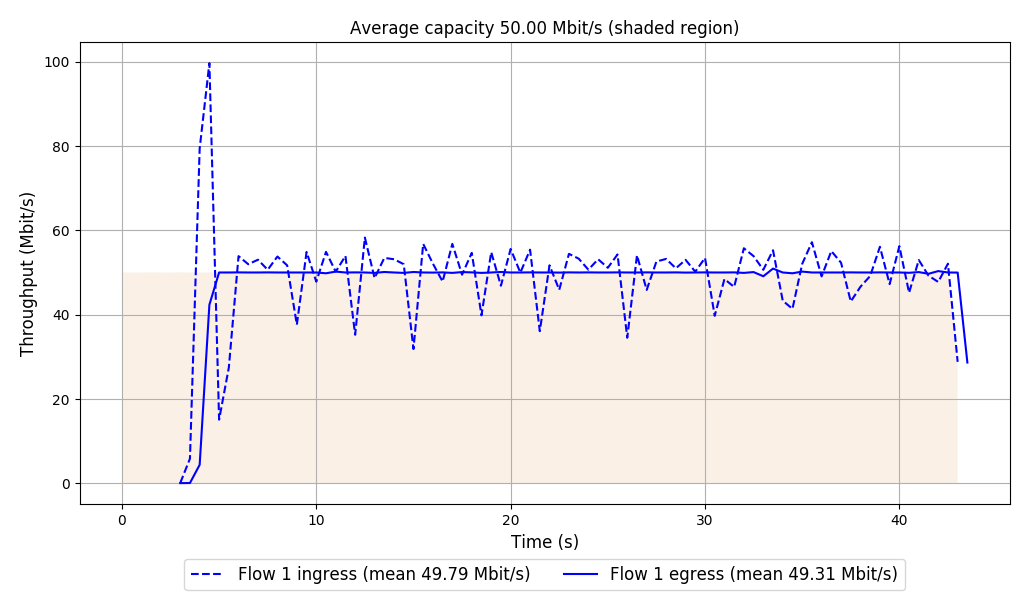 Average capacity 50.00 Mbit/s (shaded region)
100
80
60
40
20
0
Throughput (Mbit/s)
0 10 20 30 40
Time (s)
Flow 1 ingress (mean 49.79 Mbit/s) Flow 1 egress (mean 49.31 Mbit/s)